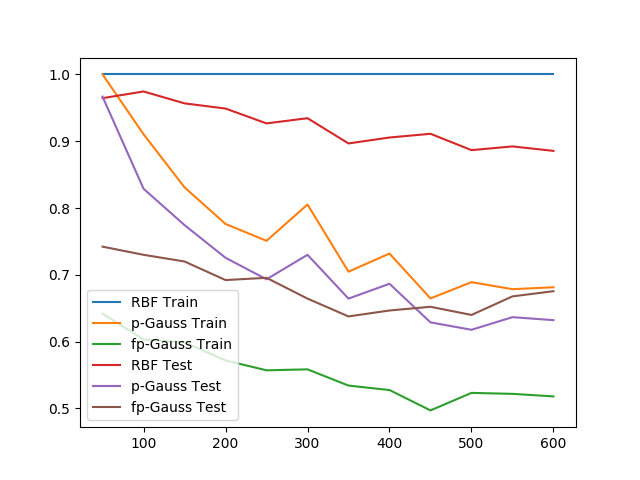 1.0
0.9
0.8
0.7
0.6
0.5
RBF Train
p-Gauss Train
fp-Gauss Train
RBF Test
p-Gauss Test
fp-Gauss Test
100 200 300 400 500 600